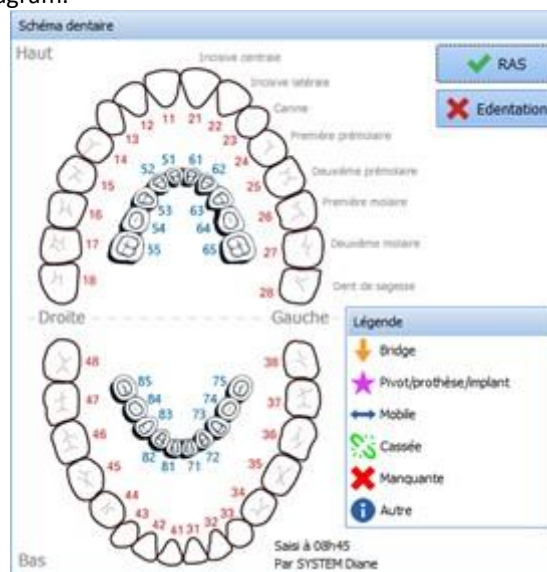 agram.
Schéma dentaire
Haut
RAS
Edentation
Incisive centrale
Incisive latérale
Canine
Première prémolaire
Deuxième prémolaire
Première molaire
Deuxième molaire
Dent de sagesse
11 21
12 22
13 23
14 24
15 25
16 26
17 27
18 28
51 61
52 62
53 63
54 64
55 65
Droite
Gauche
48 38
47 37
46 36
45 35
44 34
43 33
42 41 31 32
85 75
84 74
83 73
82 81 71 72
Légende
Bridge
Pivot/prothèse/implant
Mobile
Cassée
Manquante
Autre
Bas
Saisi à 08h45
Par SYSTEM Diane